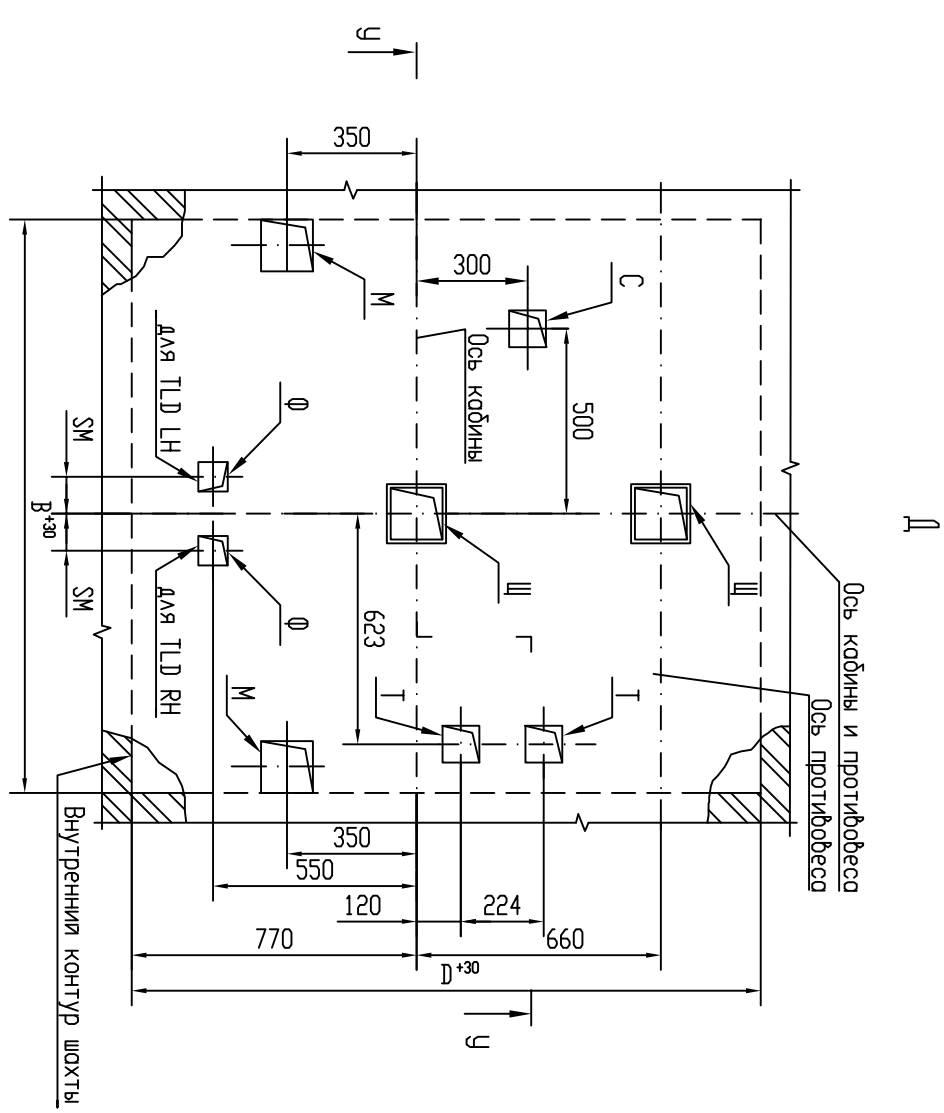 Д
У
350
300
С
М
Ось кабины
500
для TLD LH
Ф
SM
B+30
SM
Щ
Щ
Ось кабины и противовеса
Ось противовеса
для TLD RH
Ф
623
М
Т
Т
350
550
120
224
770
660
D+30
У
Внутренний контур шахты